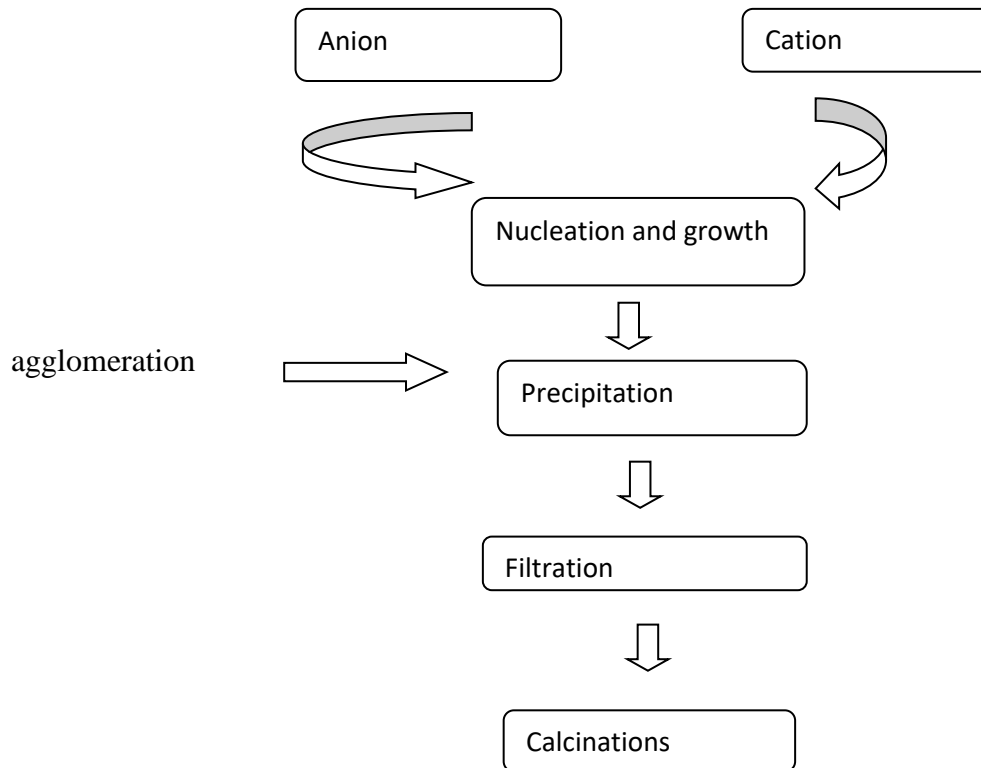 Anion
Cation
Nucleation and growth
agglomeration
Precipitation
Filtration
Calcinations